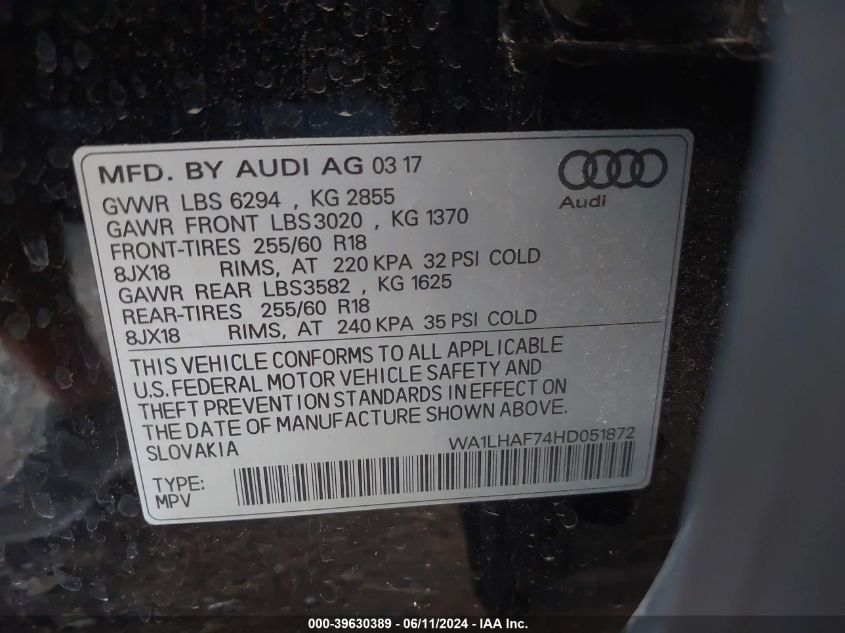 MFD. BY AUDI AG 03 17
Audi
GVWR LBS 6294 , KG 2855
GAWR FRONT LBS3020 , KG 1370
FRONT-TIRES 255/60 R18
8JX18 RIMS, AT 220 KPA 32 PSI COLD
GAWR REAR LBS3582 , KG 1625
REAR-TIRES 255/60 R18
8JX18 RIMS, AT 240 KPA 35 PSI COLD
THIS VEHICLE CONFORMS TO ALL APPLICABLE
U.S. FEDERAL MOTOR VEHICLE SAFETY AND
THEFT PREVENTION STANDARDS IN EFFECT ON
THE DATE OF MANUFACTURE SHOWN ABOVE.
SLOVAKIA
WA1LHAF74HD051872
TYPE:
MPV
000-39630389 - 06/11/2024 - IAA Inc.